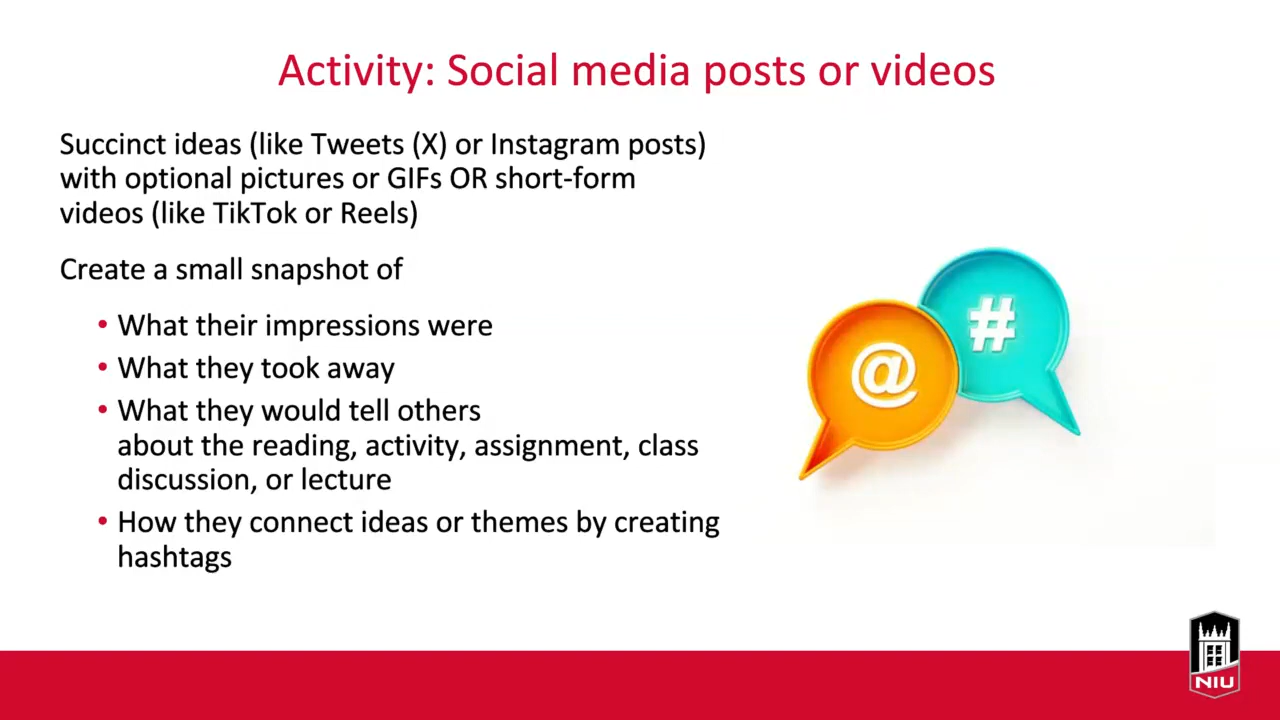 Activity: Social media posts or videos
Succinct ideas (like Tweets (X) or Instagram posts)
with optional pictures or GIFs OR short-form
videos (like TikTok or Reels)
Create a small snapshot of
• What their impressions were
• What they took away
• What they would tell others
about the reading, activity, assignment, class
discussion, or lecture
• How they connect ideas or themes by creating
hashtags
@
#
NIU